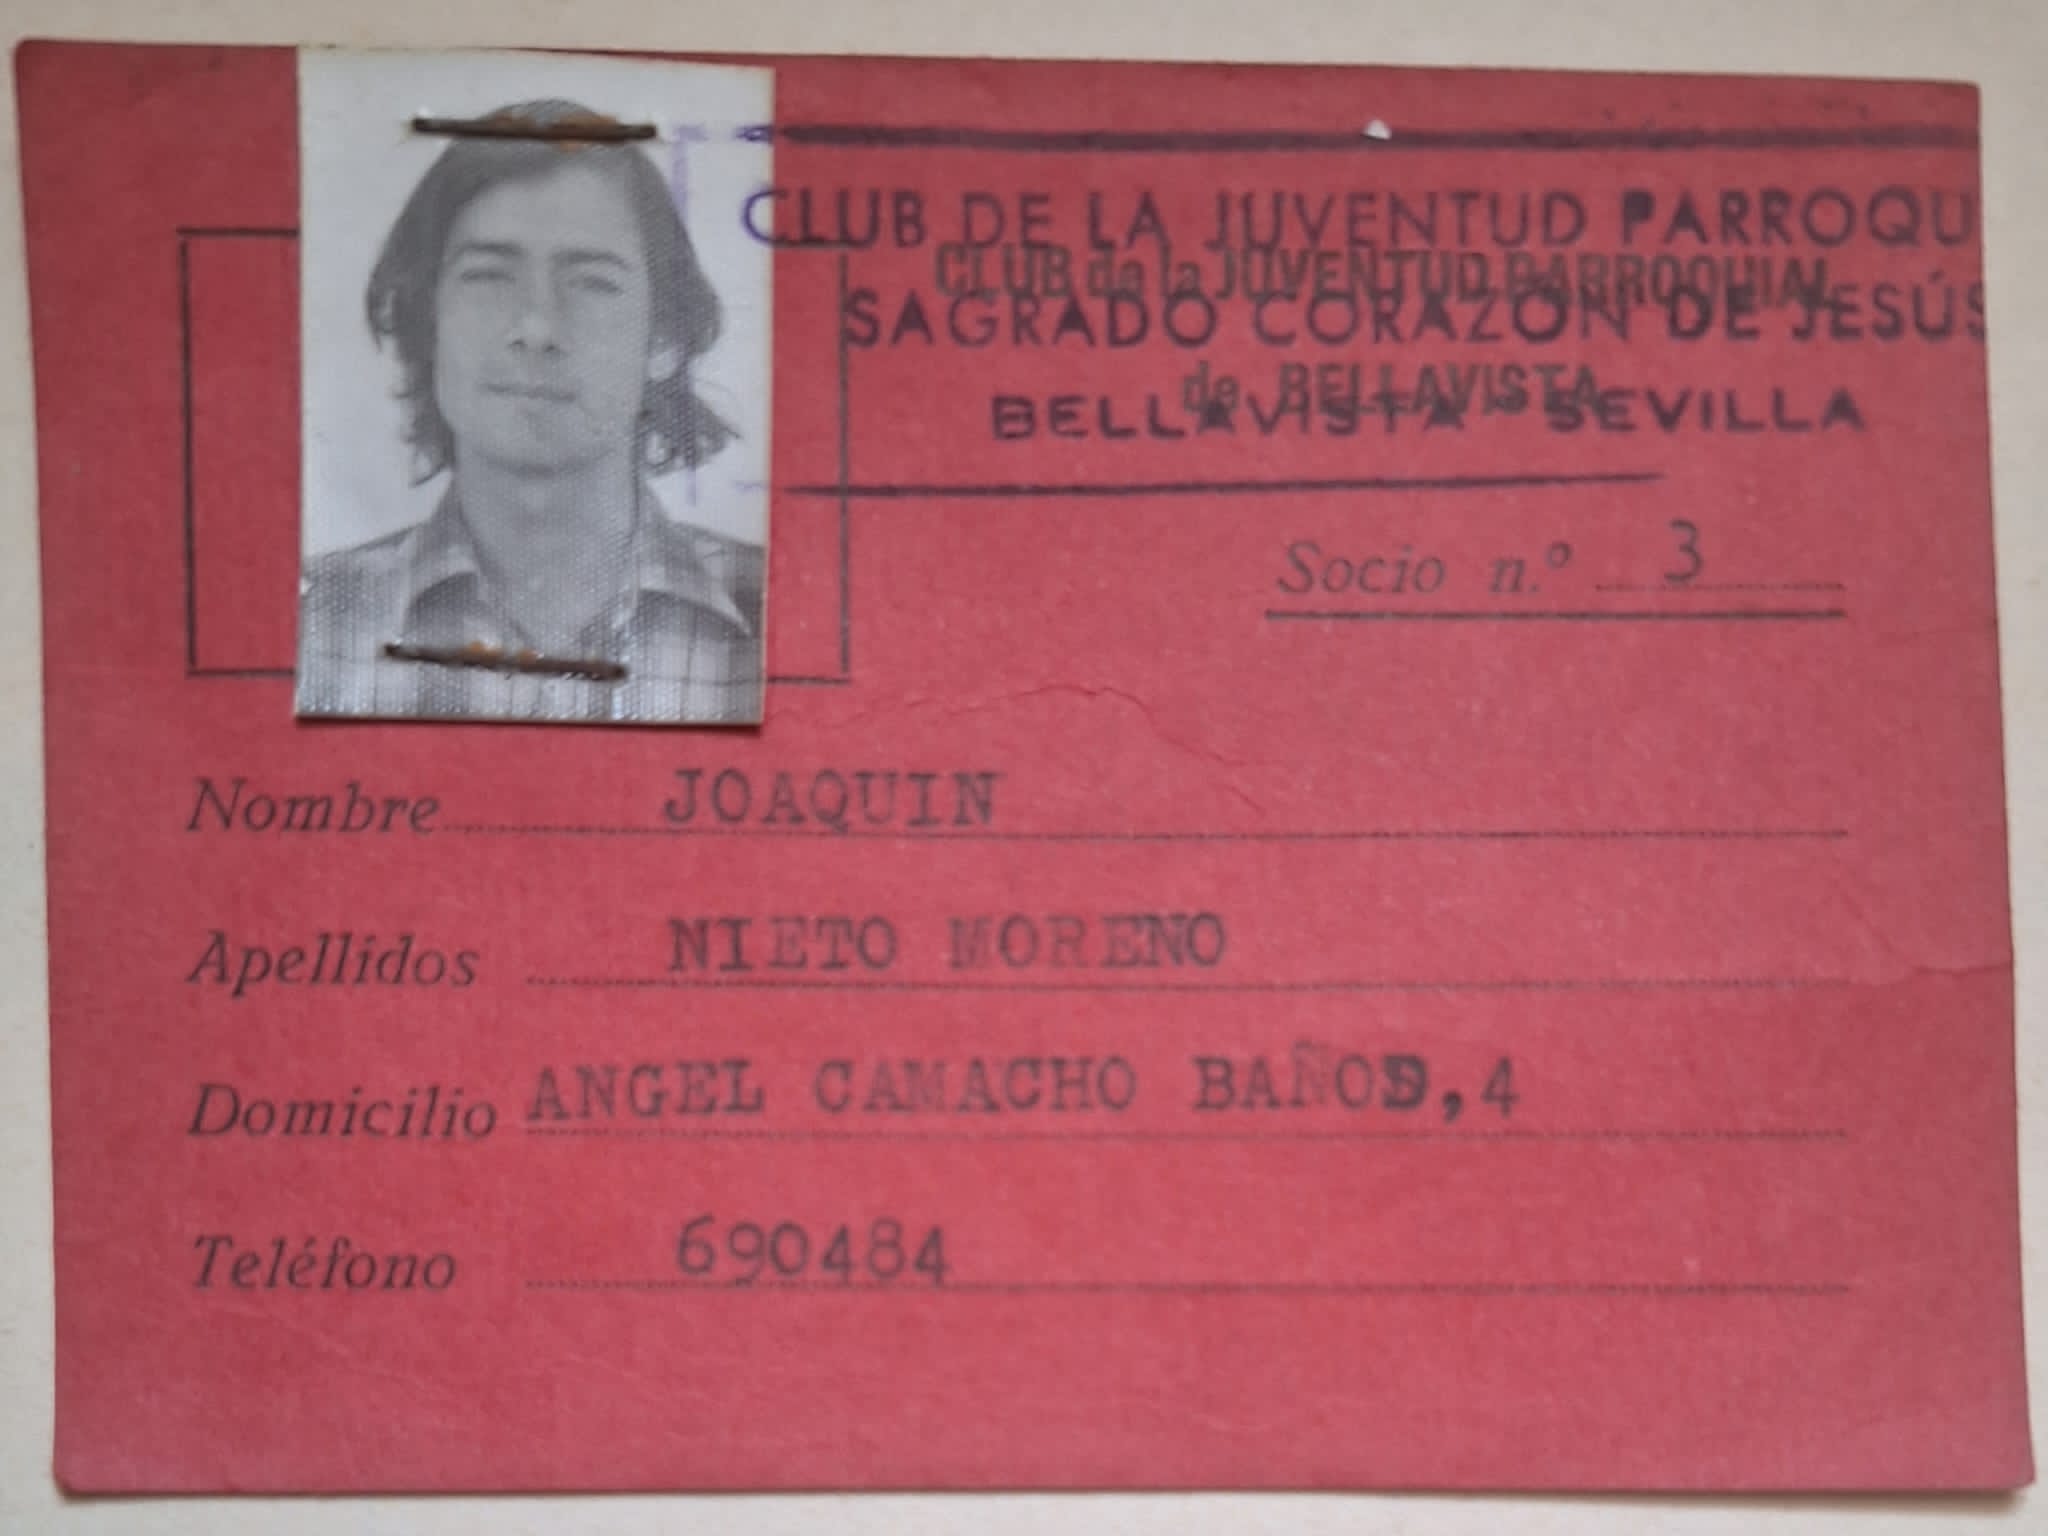 CLUB DE LA JUVENTUD PARROQU
CLUB de la JUVENTUD PARROQUIAL
SAGRADO CORAZÓN DE JESÚS
de BELLAVISTA
BELLAVISTA - SEVILLA
Socio n.º 3
Nombre JOAQUIN
Apellidos NIETO MORENO
Domicilio ANGEL CAMACHO BAÑOS, 4
Teléfono 690484